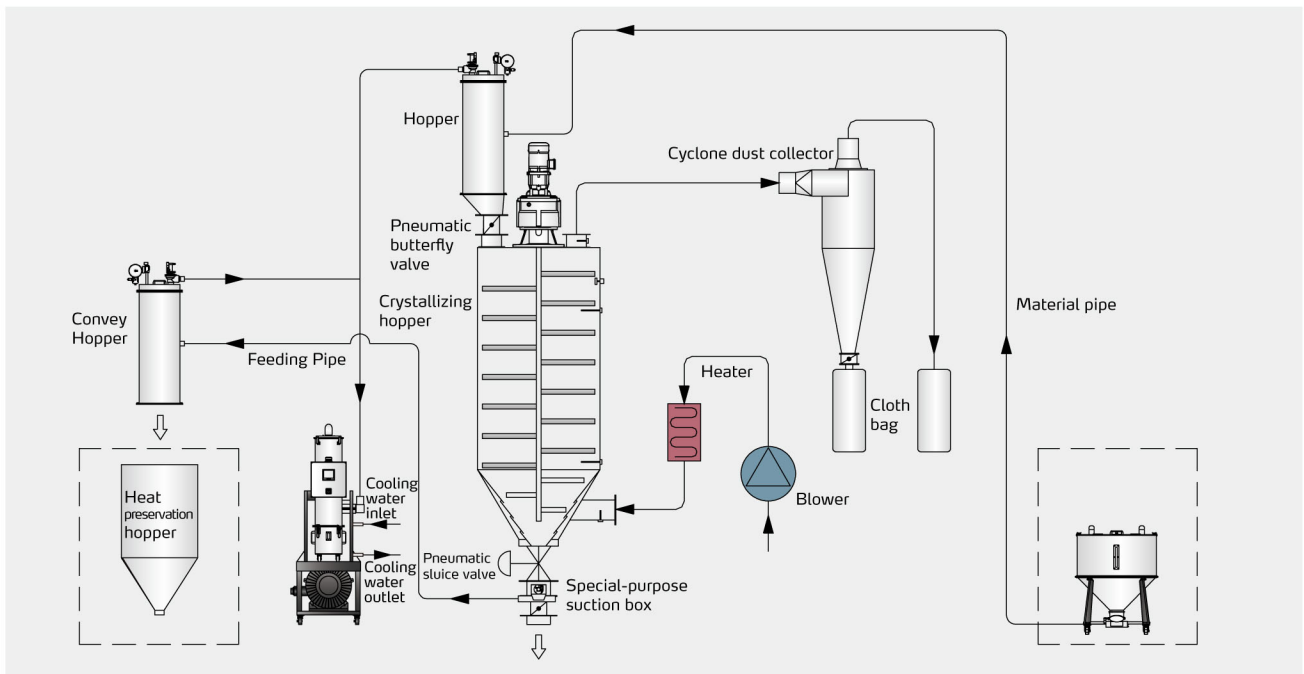 Hopper
Cyclone dust collector
Pneumatic
butterfly
valve
Crystallizing
hopper
Convey
Hopper
Feeding Pipe
Material pipe
Heater
Cloth
bag
Blower
Heat
preservation
hopper
Cooling
water
inlet
Cooling
water
outlet
Pneumatic
sluice valve
Special-purpose
suction box